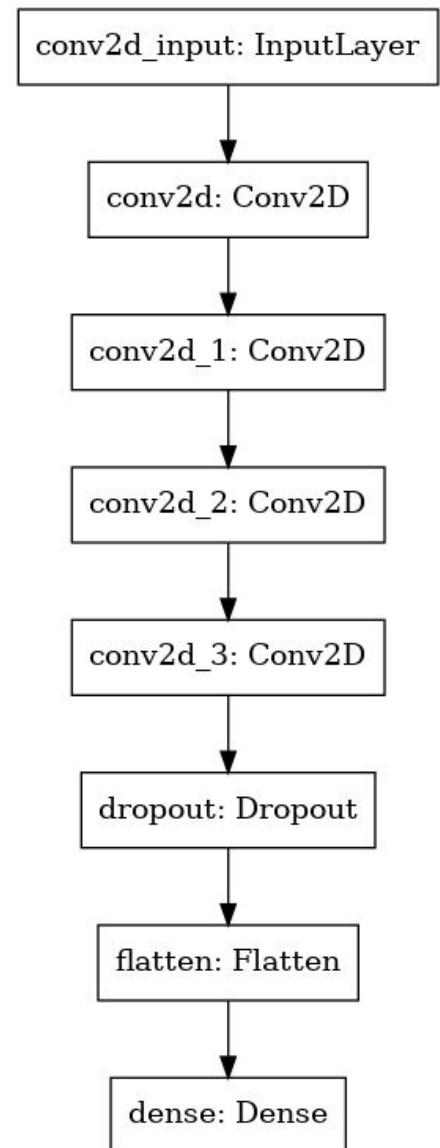 conv2d_input: InputLayer
conv2d: Conv2D
conv2d_1: Conv2D
conv2d_2: Conv2D
conv2d_3: Conv2D
dropout: Dropout
flatten: Flatten
dense: Dense